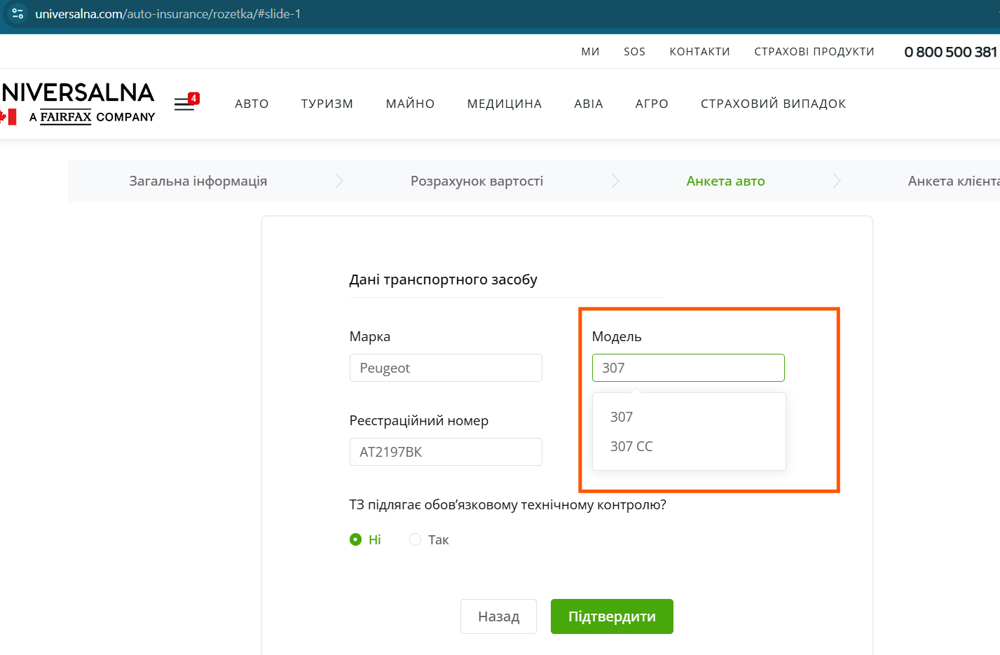 universalna.com/auto-insurance/rozetka/#slide-1
МИ SOS КОНТАКТИ СТРАХОВІ ПРОДУКТИ 0 800 500 381
NIVERSALNA
A FAIRFAX COMPANY
4
АВТО ТУРИЗМ МАЙНО МЕДИЦИНА АВІА АГРО СТРАХОВИЙ ВИПАДОК
Загальна інформація Розрахунок вартості Анкета авто Анкета клієнта
Дані транспортного засобу
Марка Модель
Peugeot 307
307
Реєстраційний номер
307 CC
АТ2197ВК
ТЗ підлягає обов’язковому технічному контролю?
Ні Так
Назад Підтвердити